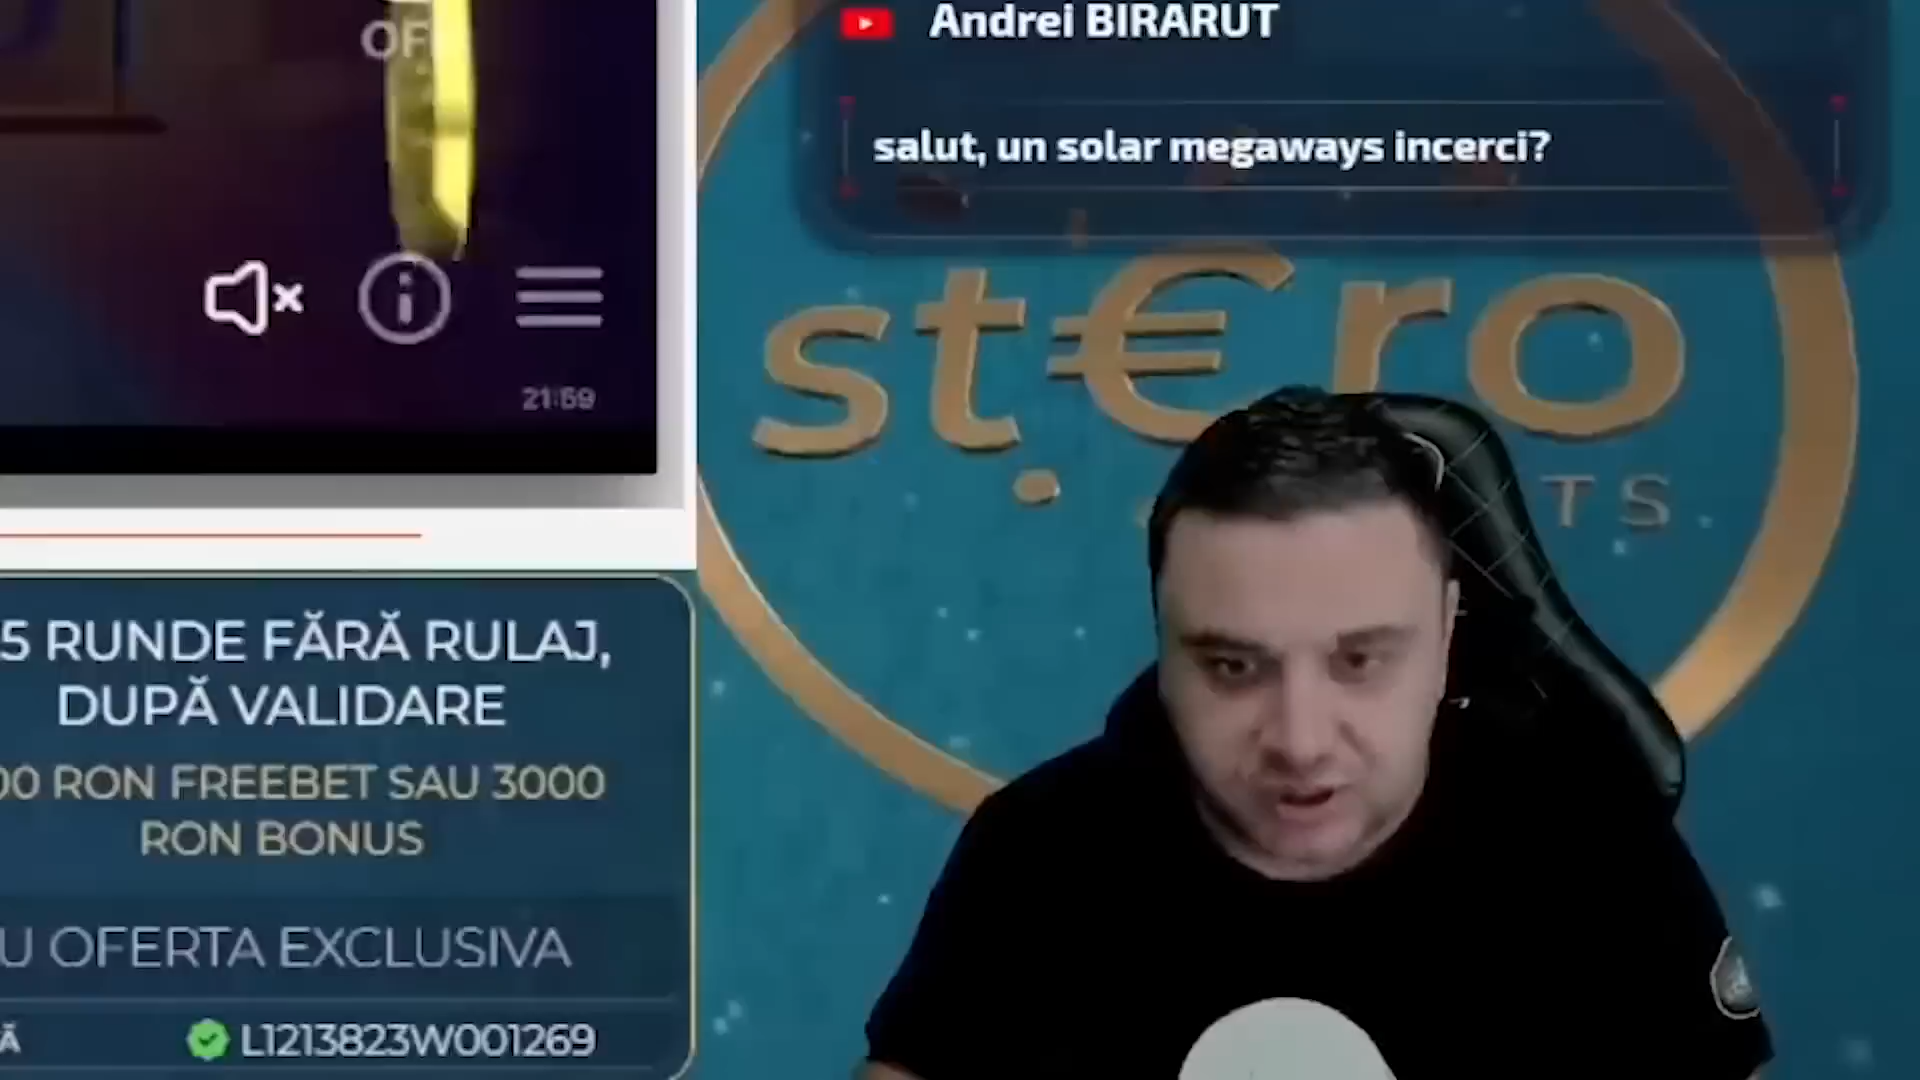 OF
Andrei BIRARUT
salut, un solar megaways incerci?
st€ro
TS
21:59
5 RUNDE FĂRĂ RULAJ,
DUPĂ VALIDARE
00 RON FREEBET SAU 3000
RON BONUS
U OFERTA EXCLUSIVA
Ă
L1213823W001269